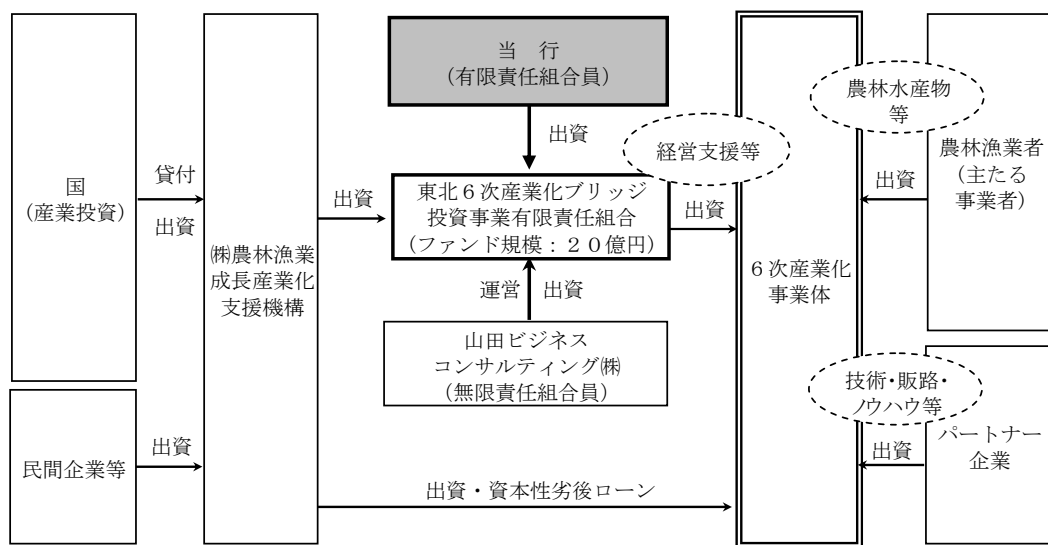 国
（産業投資）
貸付
出資
民間企業等
出資
㈱農林漁業
成長産業化
支援機構
出資
当　行
（有限責任組合員）
出資
東北６次産業化ブリッジ
投資事業有限責任組合
（ファンド規模：２０億円）
運営
出資
山田ビジネス
コンサルティング㈱
（無限責任組合員）
出資・資本性劣後ローン
経営支援等
出資
６次産業化
事業体
農林水産物
等
出資
農林漁業者
（主たる
事業者）
技術・販路・
ノウハウ等
出資
パートナー
企業